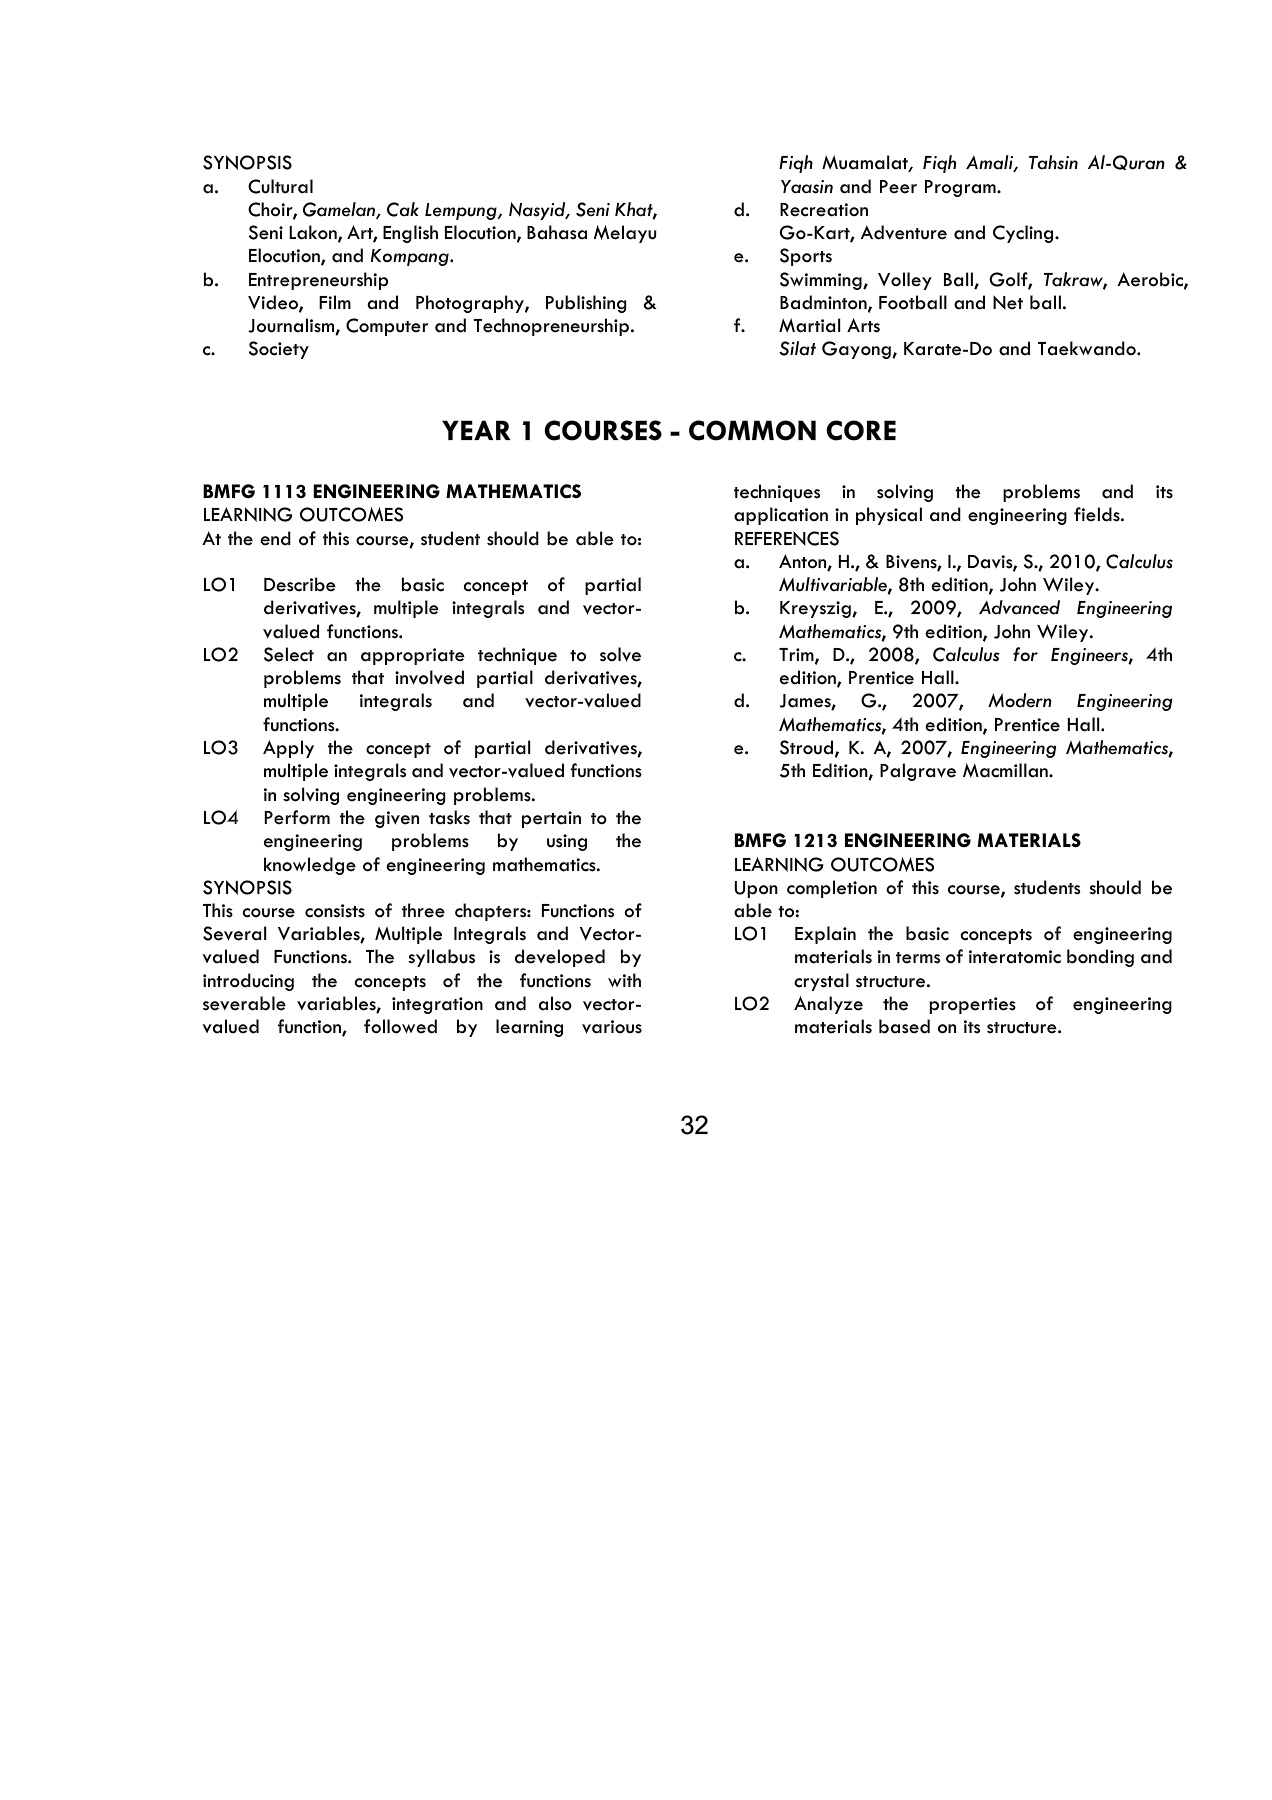 SYNOPSIS
a. Cultural
Choir, Gamelan, Cak Lempung, Nasyid, Seni Khat,
Seni Lakon, Art, English Elocution, Bahasa Melayu
Elocution, and Kompang.
b. Entrepreneurship
Video, Film and Photography, Publishing &
Journalism, Computer and Technopreneurship.
c. Society
Fiqh Muamalat, Fiqh Amali, Tahsin Al-Quran &
Yaasin and Peer Program.
d. Recreation
Go-Kart, Adventure and Cycling.
e. Sports
Swimming, Volley Ball, Golf, Takraw, Aerobic,
Badminton, Football and Net ball.
f. Martial Arts
Silat Gayong, Karate-Do and Taekwando.
YEAR 1 COURSES - COMMON CORE
BMFG 1113 ENGINEERING MATHEMATICS
LEARNING OUTCOMES
At the end of this course, student should be able to:
LO1 Describe the basic concept of partial
derivatives, multiple integrals and vector-
valued functions.
LO2 Select an appropriate technique to solve
problems that involved partial derivatives,
multiple integrals and vector-valued
functions.
LO3 Apply the concept of partial derivatives,
multiple integrals and vector-valued functions
in solving engineering problems.
LO4 Perform the given tasks that pertain to the
engineering problems by using the
knowledge of engineering mathematics.
SYNOPSIS
This course consists of three chapters: Functions of
Several Variables, Multiple Integrals and Vector-
valued Functions. The syllabus is developed by
introducing the concepts of the functions with
severable variables, integration and also vector-
valued function, followed by learning various
techniques in solving the problems and its
application in physical and engineering fields.
REFERENCES
a. Anton, H., & Bivens, I., Davis, S., 2010, Calculus
Multivariable, 8th edition, John Wiley.
b. Kreyszig, E., 2009, Advanced Engineering
Mathematics, 9th edition, John Wiley.
c. Trim, D., 2008, Calculus for Engineers, 4th
edition, Prentice Hall.
d. James, G., 2007, Modern Engineering
Mathematics, 4th edition, Prentice Hall.
e. Stroud, K. A, 2007, Engineering Mathematics,
5th Edition, Palgrave Macmillan.
BMFG 1213 ENGINEERING MATERIALS
LEARNING OUTCOMES
Upon completion of this course, students should be
able to:
LO1 Explain the basic concepts of engineering
materials in terms of interatomic bonding and
crystal structure.
LO2 Analyze the properties of engineering
materials based on its structure.
32